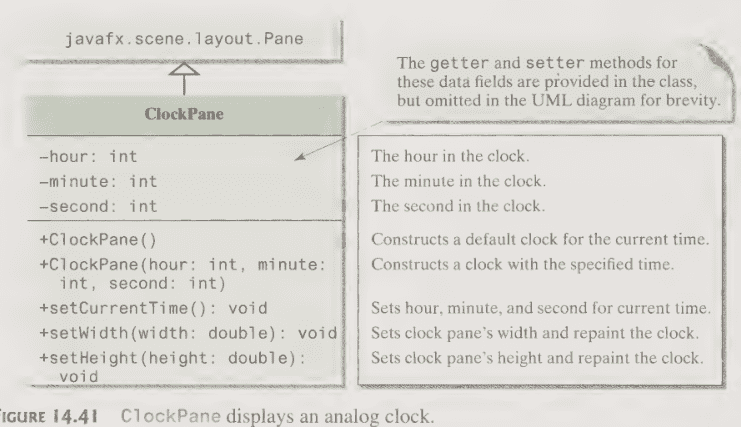 javafx.scene.layout.Pane
The getter and setter methods for
these data fields are provided in the class,
but omitted in the UML diagram for brevity.
ClockPane
-hour: int
-minute: int
-second: int
The hour in the clock.
The minute in the clock.
The second in the clock.
+ClockPane()
+ClockPane(hour: int, minute:
int, second: int)
+setCurrentTime(): void
+setWidth(width: double): void
+setHeight(height: double):
void
Constructs a default clock for the current time.
Constructs a clock with the specified time.
Sets hour, minute, and second for current time.
Sets clock pane's width and repaint the clock.
Sets clock pane's height and repaint the clock.
IGURE 14.41 ClockPane displays an analog clock.